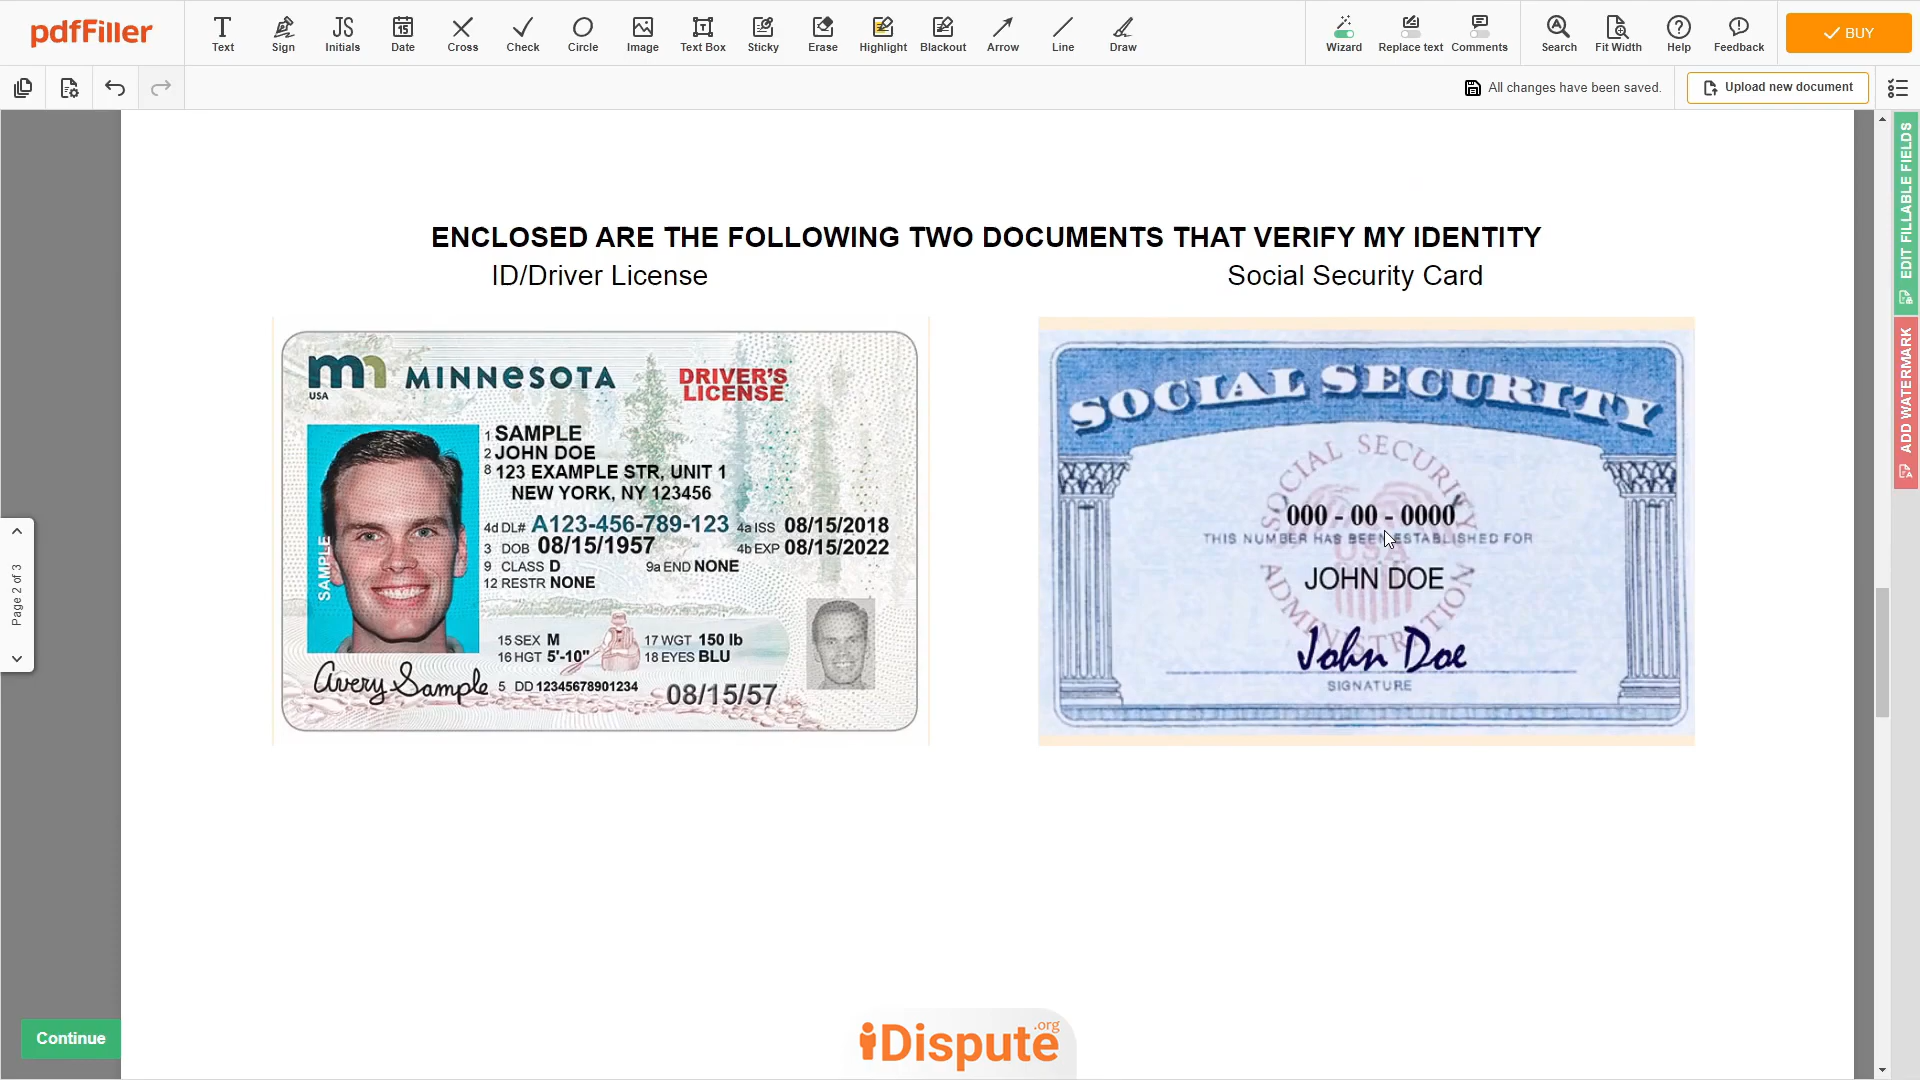 pdfFiller
Text
Sign
JS
Initials
15
Date
Cross
Check
Circle
Image
Text Box
Sticky
Erase
Highlight
Blackout
Arrow
Line
Draw
Wizard
Replace text
Comments
Search
Fit Width
Help
Feedback
BUY
All changes have been saved.
Upload new document
EDIT FILLABLE FIELDS
ADD WATERMARK
Page 2 of 3
ENCLOSED ARE THE FOLLOWING TWO DOCUMENTS THAT VERIFY MY IDENTITY
ID/Driver License
Social Security Card
mn
USA
MINNeSOTA
DRIVER'S
LICENSE
1 SAMPLE
2 JOHN DOE
8 123 EXAMPLE STR, UNIT 1
NEW YORK, NY 123456
4d DL# A123-456-789-123 4a ISS 08/15/2018
3 DOB 08/15/1957 4b EXP 08/15/2022
9 CLASS D 9a END NONE
12 RESTR NONE
15 SEX M 17 WGT 150 lb
16 HGT 5'-10" 18 EYES BLU
5 DD 12345678901234 08/15/57
SAMPLE
Avery Sample
SOCIAL SECURITY
SOCIAL SECURITY ADMINISTRATION
USA
000 - 00 - 0000
THIS NUMBER HAS BEEN ESTABLISHED FOR
JOHN DOE
John Doe
SIGNATURE
Continue
iDispute.org